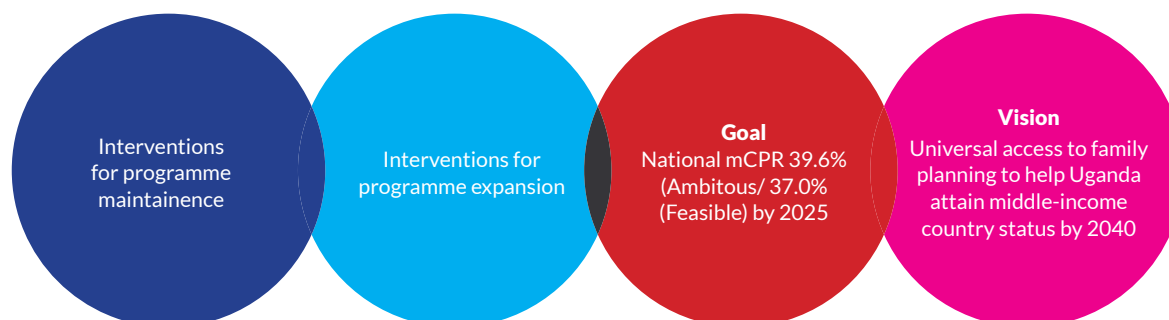 Interventions
for programme
maintainence
Interventions for
programme expansion
Goal
National mCPR 39.6%
(Ambitous/ 37.0%
(Feasible) by 2025
Vision
Universal access to family
planning to help Uganda
attain middle-income
country status by 2040